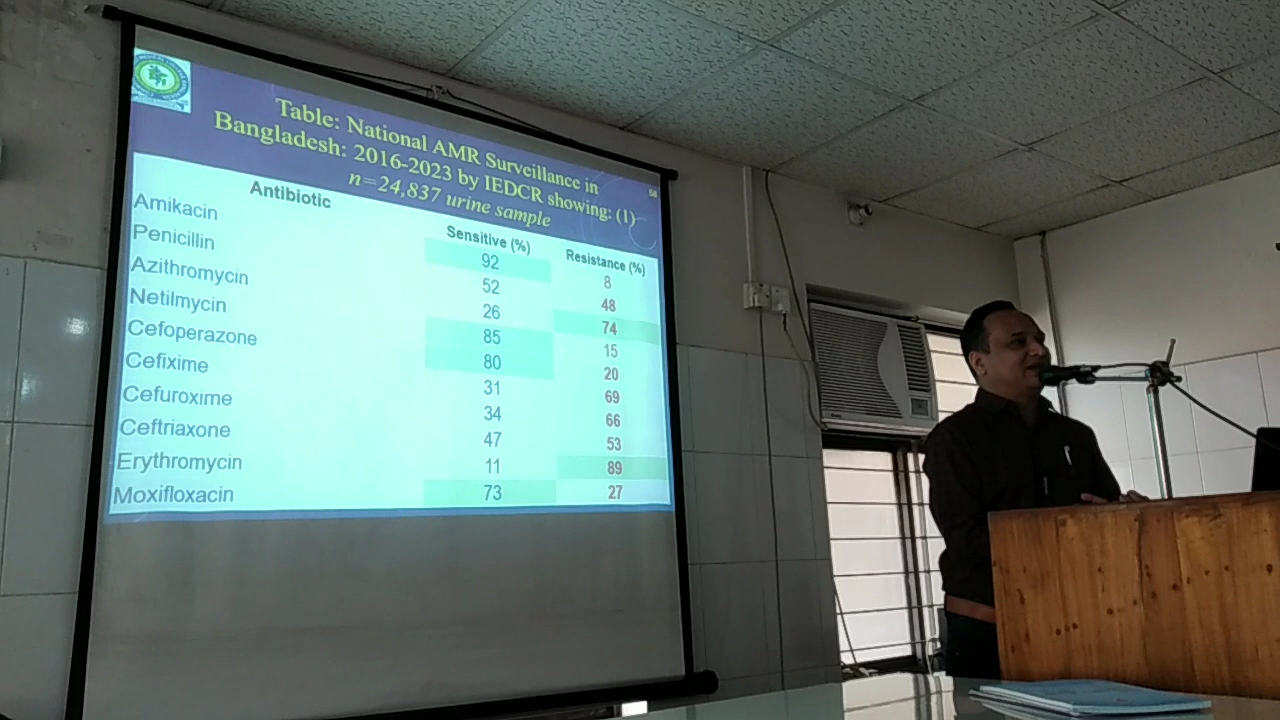 Table: National AMR Surveillance in
Bangladesh: 2016-2023 by IEDCR showing: (1)
n=24,837 urine sample
Antibiotic Sensitive (%) Resistance (%)
Amikacin 92 8
Penicillin 52 48
Azithromycin 26 74
Netilmycin 85 15
Cefoperazone 80 20
Cefixime 31 69
Cefuroxime 34 66
Ceftriaxone 47 53
Erythromycin 11 89
Moxifloxacin 73 27